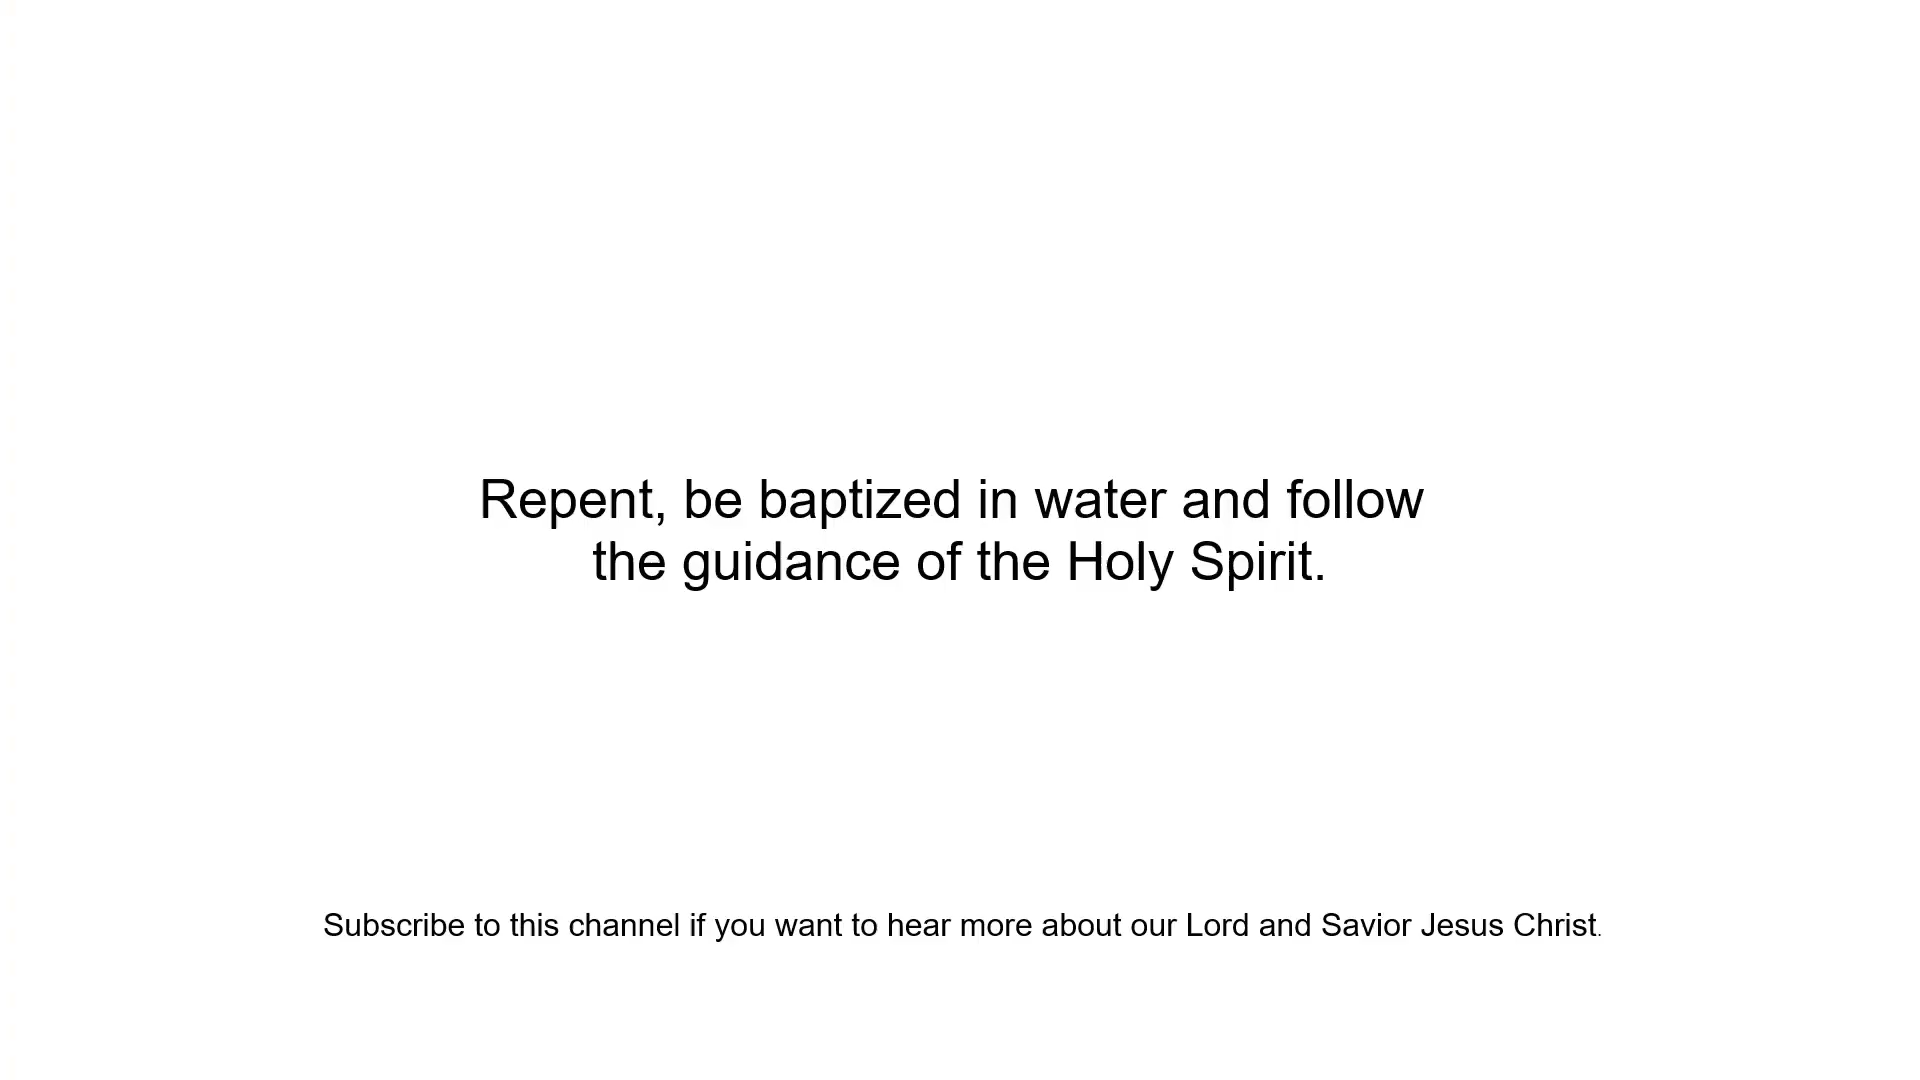 Repent, be baptized in water and follow
the guidance of the Holy Spirit.
Subscribe to this channel if you want to hear more about our Lord and Savior Jesus Christ.